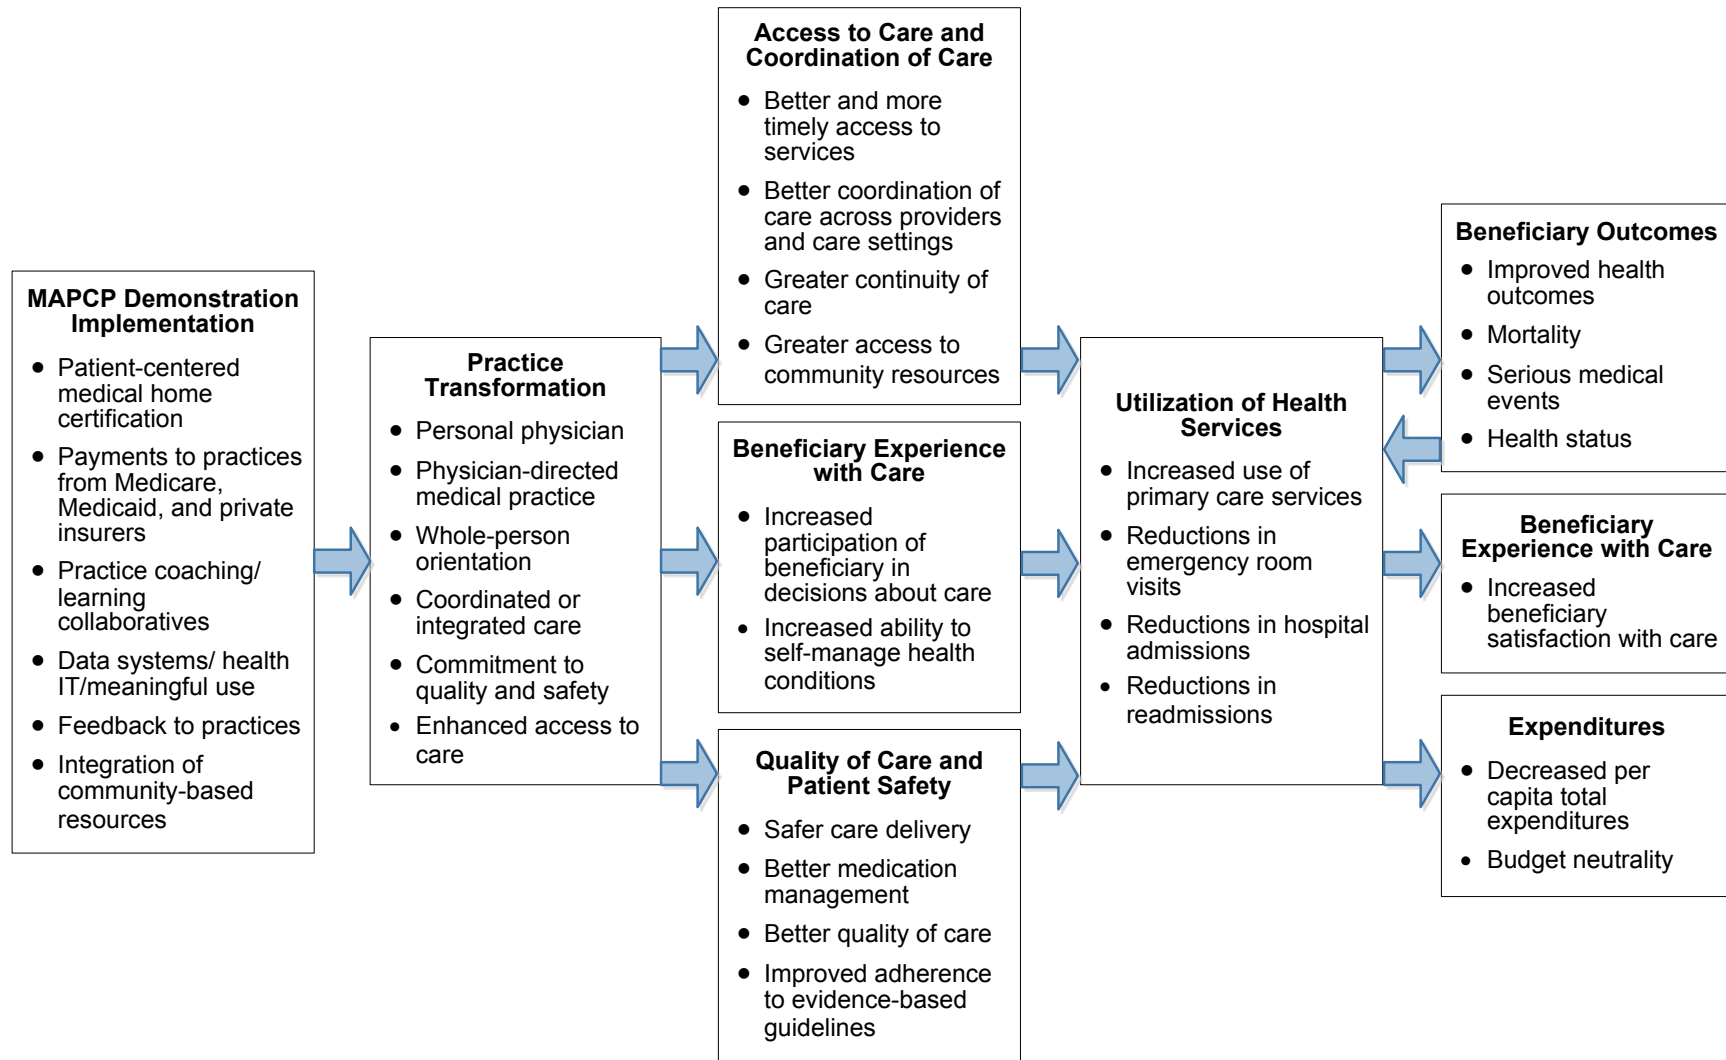 MAPCP Demonstration
Implementation
• Patient-centered
medical home
certification
• Payments to practices
from Medicare,
Medicaid, and private
insurers
• Practice coaching/
learning
collaboratives
• Data systems/ health
IT/meaningful use
• Feedback to practices
• Integration of
community-based
resources
Practice
Transformation
• Personal physician
• Physician-directed
medical practice
• Whole-person
orientation
• Coordinated or
integrated care
• Commitment to
quality and safety
• Enhanced access to
care
Access to Care and
Coordination of Care
• Better and more
timely access to
services
• Better coordination of
care across providers
and care settings
• Greater continuity of
care
• Greater access to
community resources
Beneficiary Experience
with Care
• Increased
participation of
beneficiary in
decisions about care
• Increased ability to
self-manage health
conditions
Quality of Care and
Patient Safety
• Safer care delivery
• Better medication
management
• Better quality of care
• Improved adherence
to evidence-based
guidelines
Utilization of Health
Services
• Increased use of
primary care services
• Reductions in
emergency room
visits
• Reductions in hospital
admissions
• Reductions in
readmissions
Beneficiary Outcomes
• Improved health
outcomes
• Mortality
• Serious medical
events
• Health status
Beneficiary
Experience with Care
• Increased
beneficiary
satisfaction with care
Expenditures
• Decreased per
capita total
expenditures
• Budget neutrality